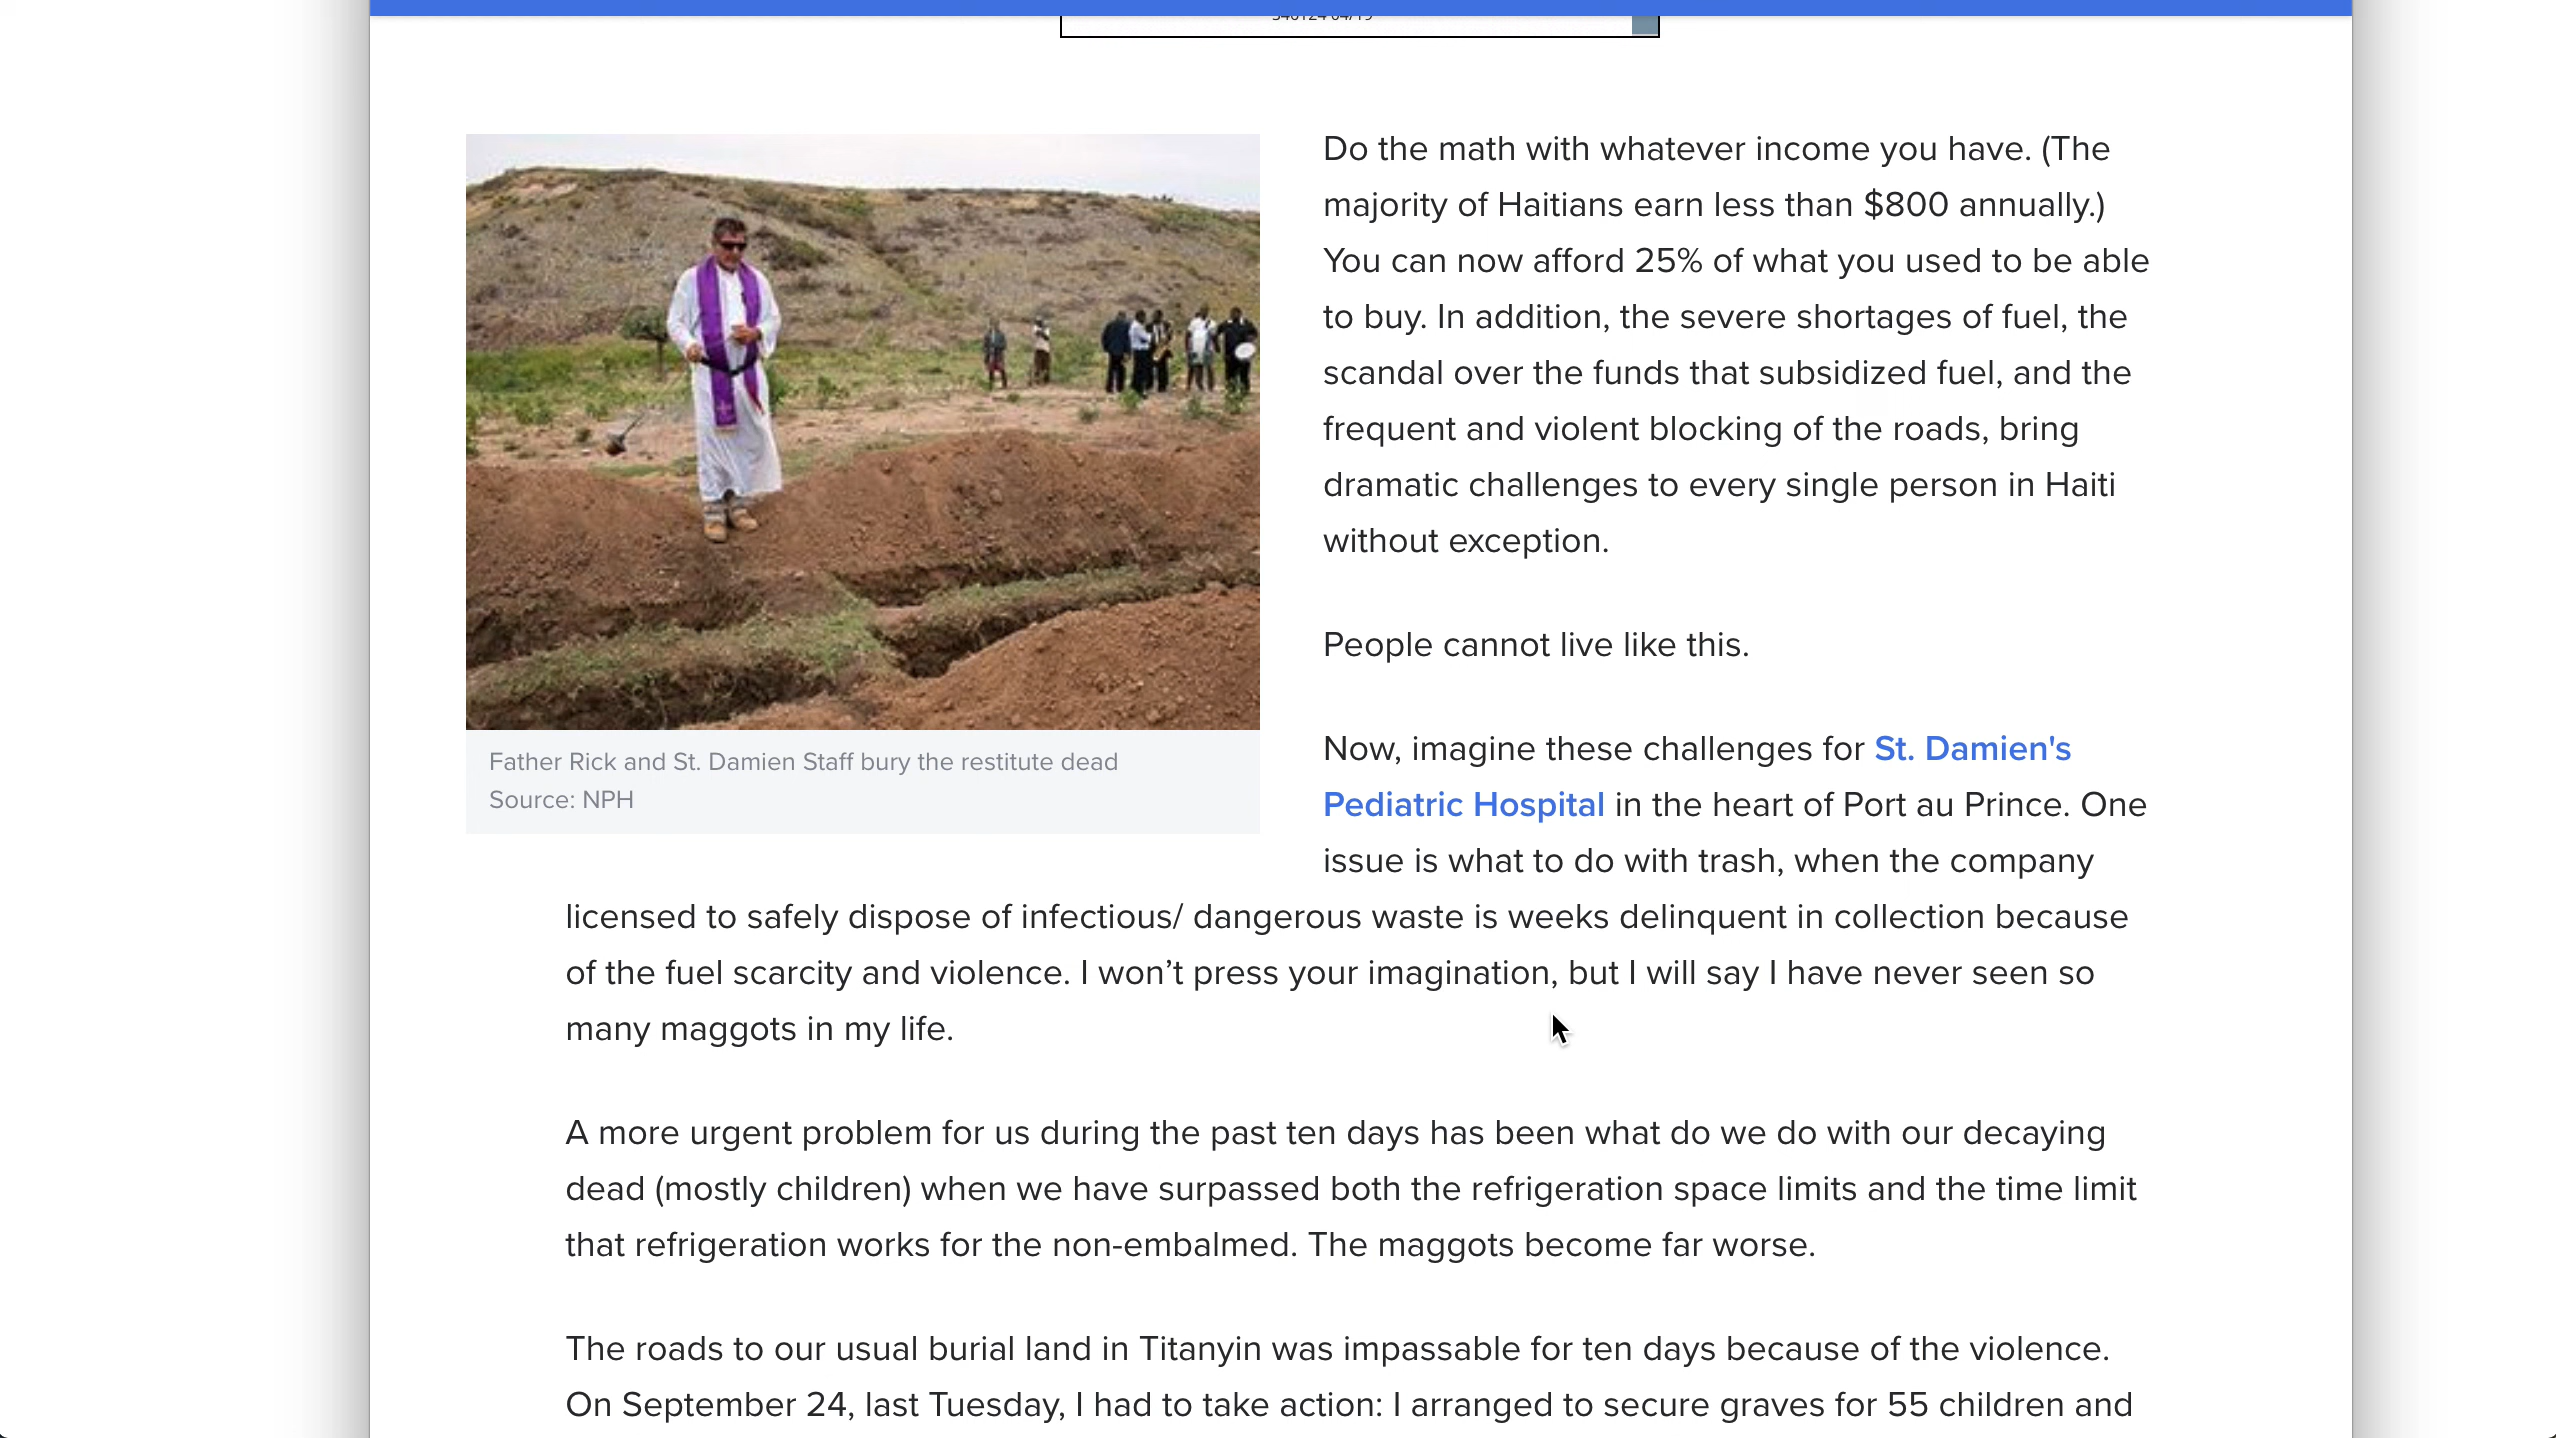 Do the math with whatever income you have. (The
majority of Haitians earn less than $800 annually.)
You can now afford 25% of what you used to be able
to buy. In addition, the severe shortages of fuel, the
scandal over the funds that subsidized fuel, and the
frequent and violent blocking of the roads, bring
dramatic challenges to every single person in Haiti
without exception.
People cannot live like this.
Father Rick and St. Damien Staff bury the restitute dead
Source: NPH
Now, imagine these challenges for St. Damien's
Pediatric Hospital in the heart of Port au Prince. One
issue is what to do with trash, when the company
licensed to safely dispose of infectious/ dangerous waste is weeks delinquent in collection because
of the fuel scarcity and violence. I won’t press your imagination, but I will say I have never seen so
many maggots in my life.
A more urgent problem for us during the past ten days has been what do we do with our decaying
dead (mostly children) when we have surpassed both the refrigeration space limits and the time limit
that refrigeration works for the non-embalmed. The maggots become far worse.
The roads to our usual burial land in Titanyin was impassable for ten days because of the violence.
On September 24, last Tuesday, I had to take action: I arranged to secure graves for 55 children and